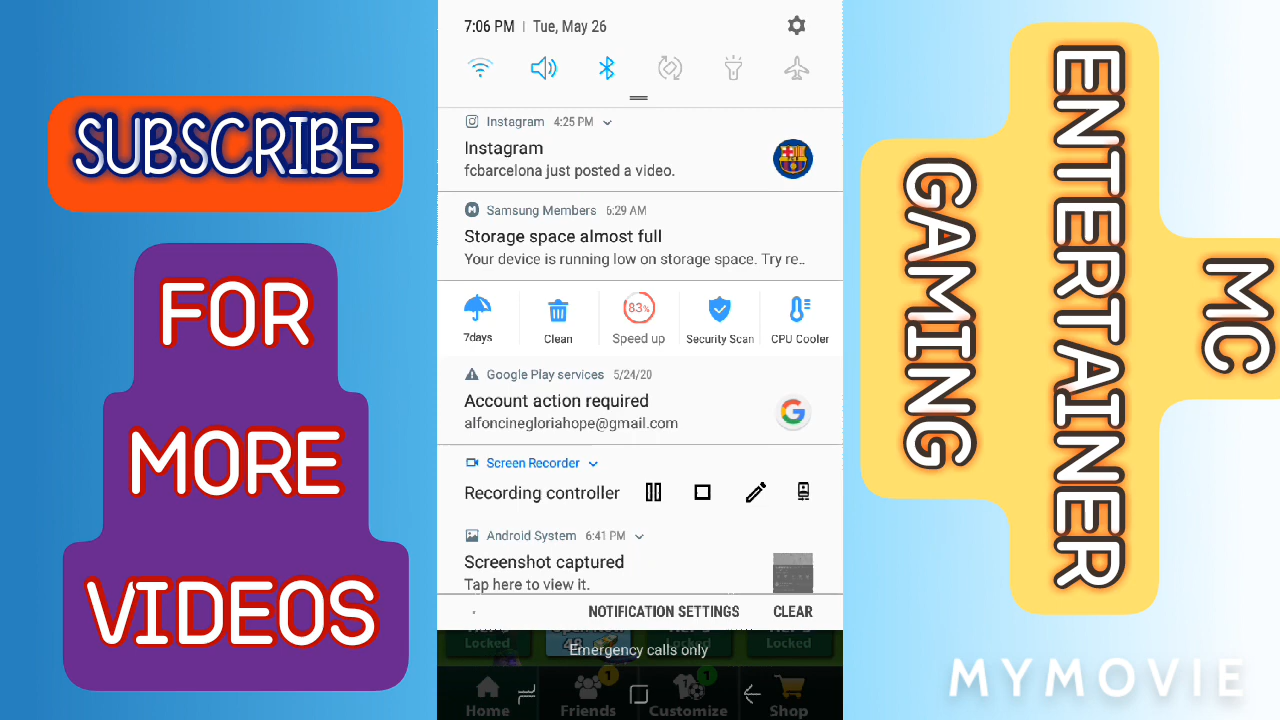 SUBSCRIBE
FOR
MORE
VIDEOS
7:06 PM | Tue, May 26
Instagram 4:25 PM
Instagram
fcbarcelona just posted a video.
Samsung Members 6:29 AM
Storage space almost full
Your device is running low on storage space. Try re..
83%
7days Clean Speed up Security Scan CPU Cooler
Google Play services 5/24/20
Account action required
alfoncinegloriahope@gmail.com
Screen Recorder
Recording controller
Android System 6:41 PM
Screenshot captured
Tap here to view it.
NOTIFICATION SETTINGS CLEAR
Locked Locked Locked
Emergency calls only
1 1
Home Friends Customize Shop
MC
ENTERTAINER
GAMING
MYMOVIE